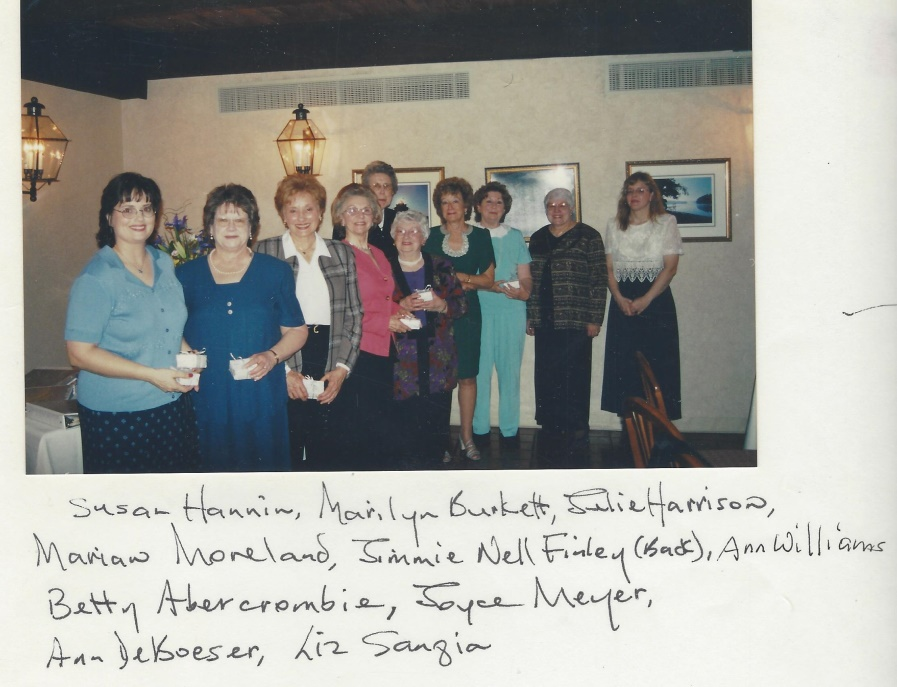 Susan Hannin, Marilyn Burkett, Julie Harrison,
Marian Moreland, Jimmie Nell Finley (Back), Ann Williams
Betty Abercrombie, Joyce Meyer,
Ann DeBoeser, Liz Sangia